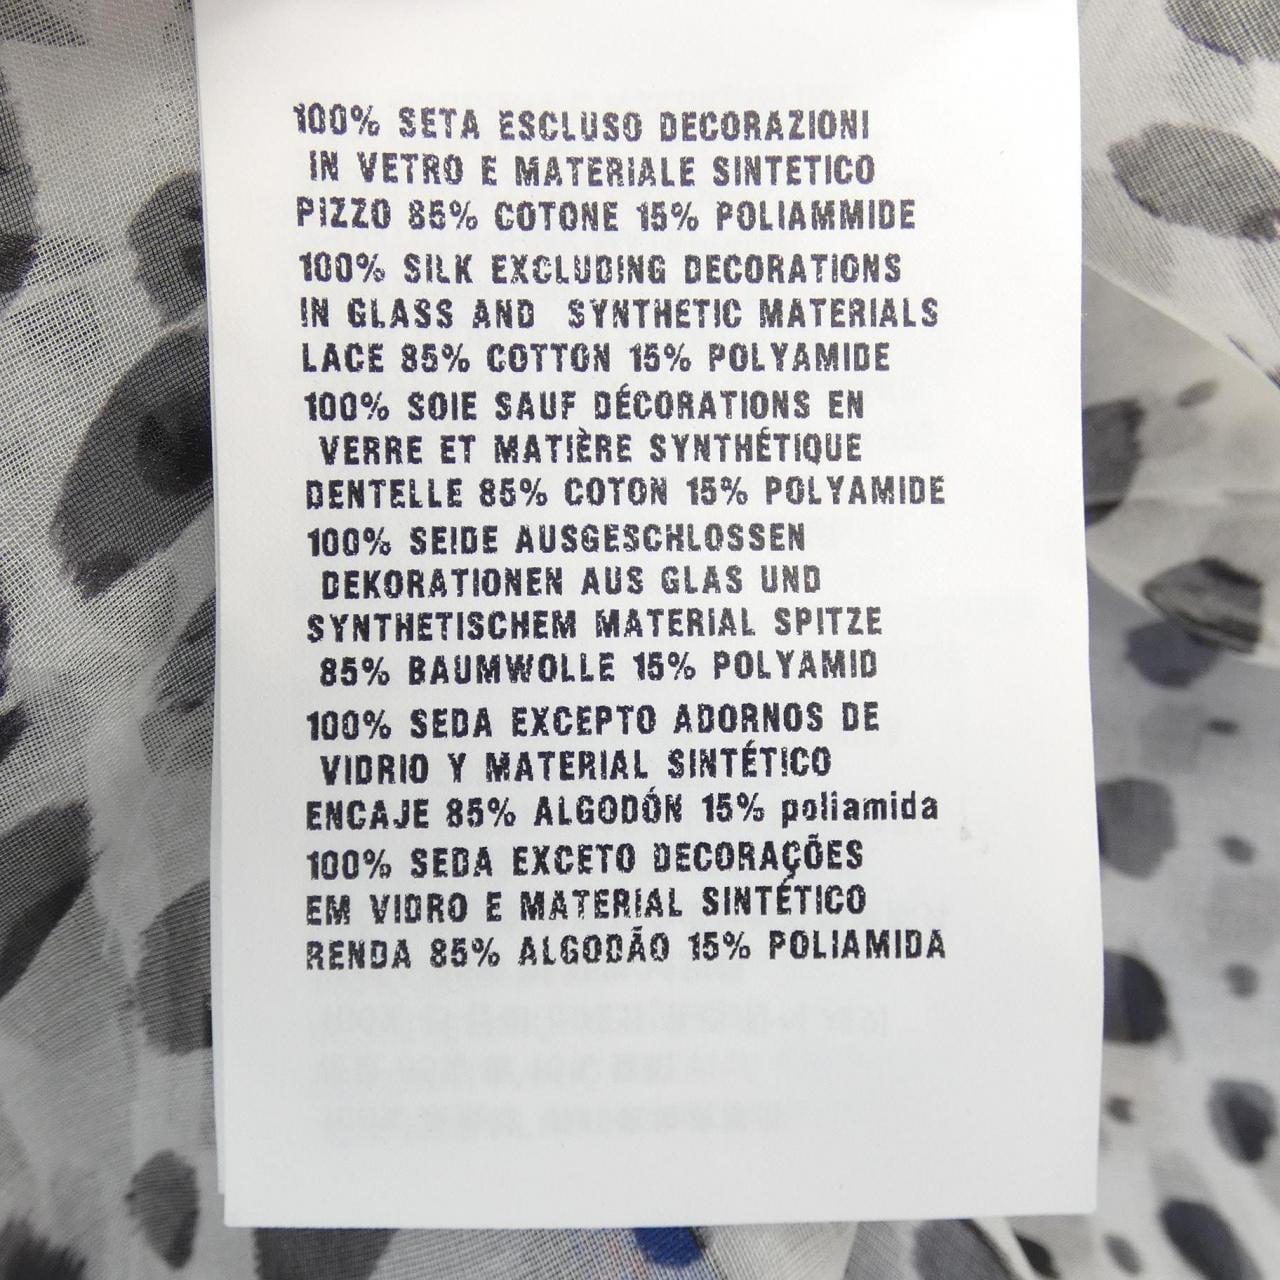 100% SETA ESCLUSO DECORAZIONI
IN VETRO E MATERIALE SINTETICO
PIZZO 85% COTONE 15% POLIAMMIDE
100% SILK EXCLUDING DECORATIONS
IN GLASS AND SYNTHETIC MATERIALS
LACE 85% COTTON 15% POLYAMIDE
100% SOIE SAUF DÉCORATIONS EN
VERRE ET MATIÈRE SYNTHÉTIQUE
DENTELLE 85% COTON 15% POLYAMIDE
100% SEIDE AUSGESCHLOSSEN
DEKORATIONEN AUS GLAS UND
SYNTHETISCHEM MATERIAL SPITZE
85% BAUMWOLLE 15% POLYAMID
100% SEDA EXCEPTO ADORNOS DE
VIDRIO Y MATERIAL SINTÉTICO
ENCAJE 85% ALGODÓN 15% poliamida
100% SEDA EXCETO DECORAÇÕES
EM VIDRO E MATERIAL SINTÉTICO
RENDA 85% ALGODÃO 15% POLIAMIDA